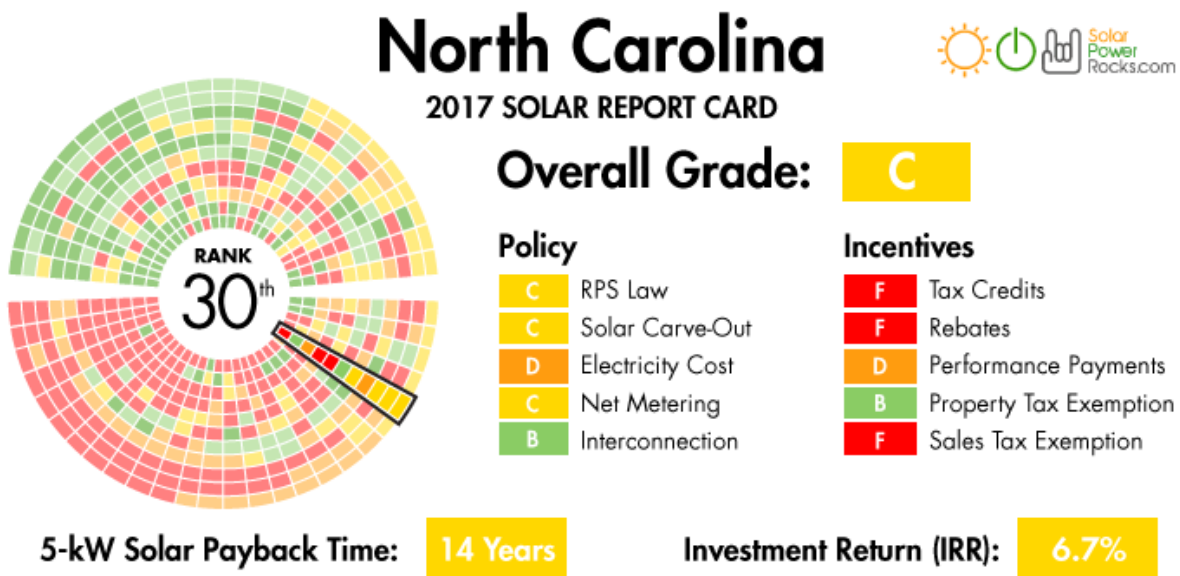 North Carolina
2017 SOLAR REPORT CARD
Solar
Power
Rocks.com
Overall Grade: C
RANK
30th
Policy
C RPS Law
C Solar Carve-Out
D Electricity Cost
C Net Metering
B Interconnection
Incentives
F Tax Credits
F Rebates
D Performance Payments
B Property Tax Exemption
F Sales Tax Exemption
5-kW Solar Payback Time: 14 Years
Investment Return (IRR): 6.7%